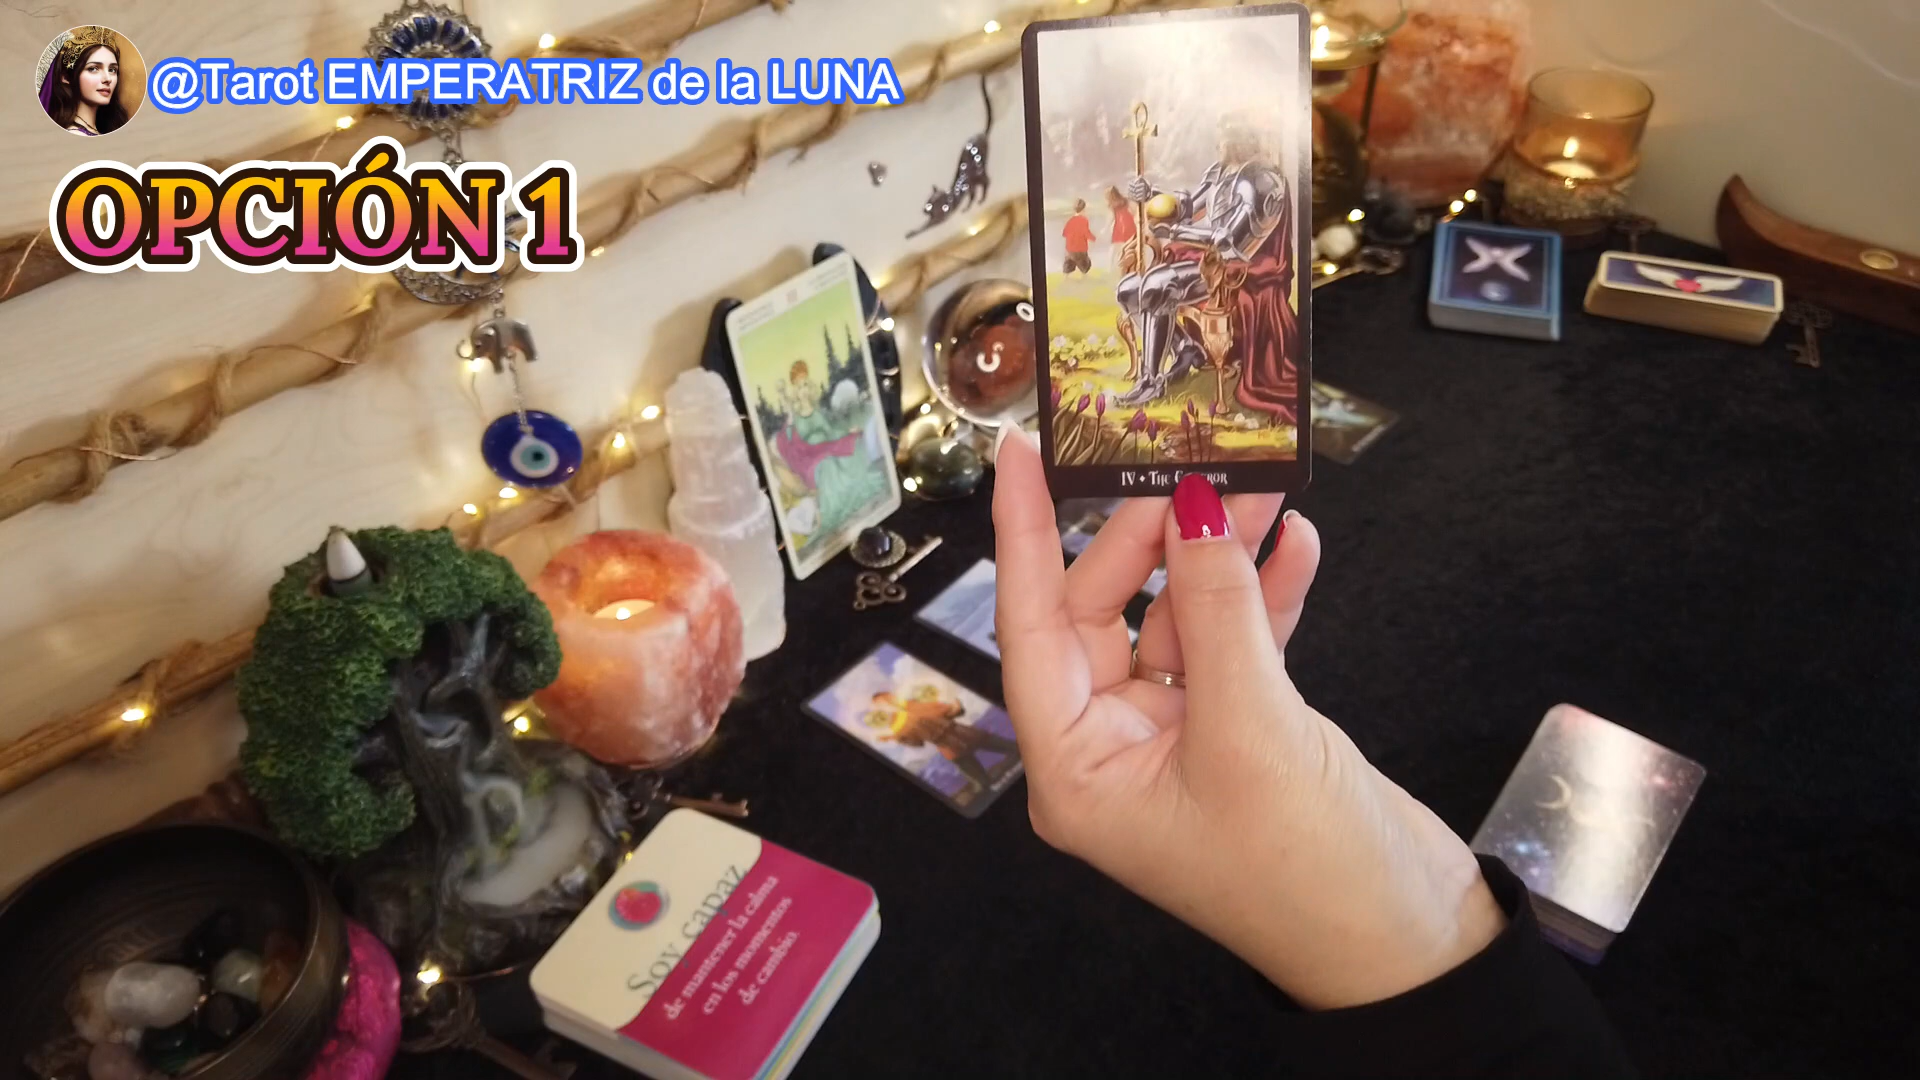 @Tarot EMPERATRIZ de la LUNA
OPCIÓN 1
IV • THE
Soy capaz
de mantener la calma
en los momentos
de cambio.